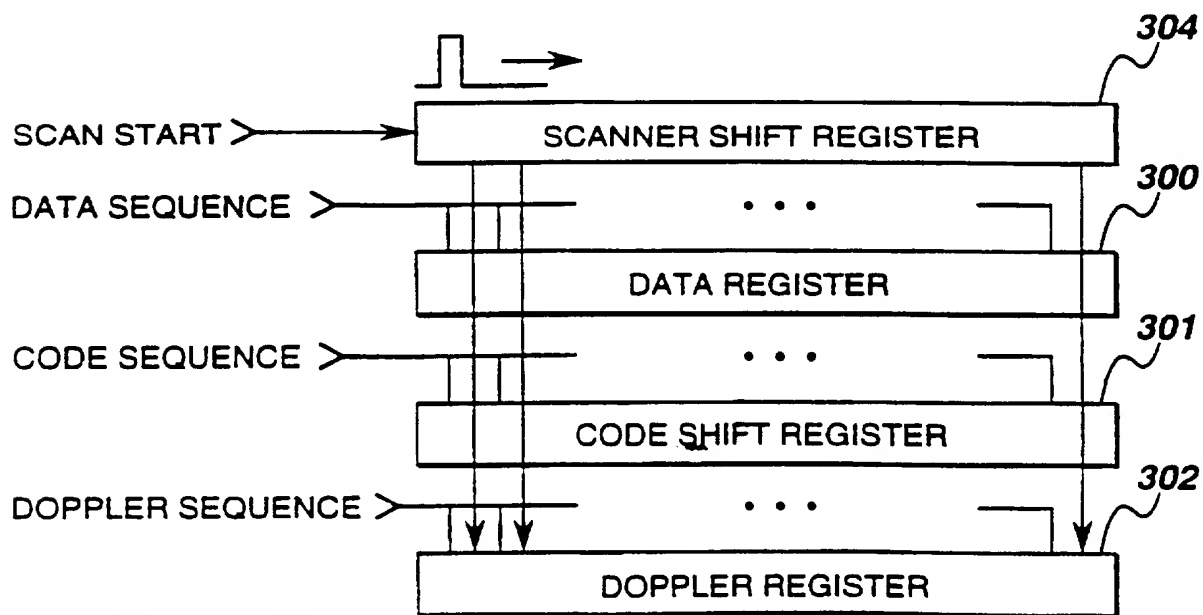 304
SCAN START
SCANNER SHIFT REGISTER
300
DATA SEQUENCE
DATA REGISTER
301
CODE SEQUENCE
CODE SHIFT REGISTER
302
DOPPLER SEQUENCE
DOPPLER REGISTER